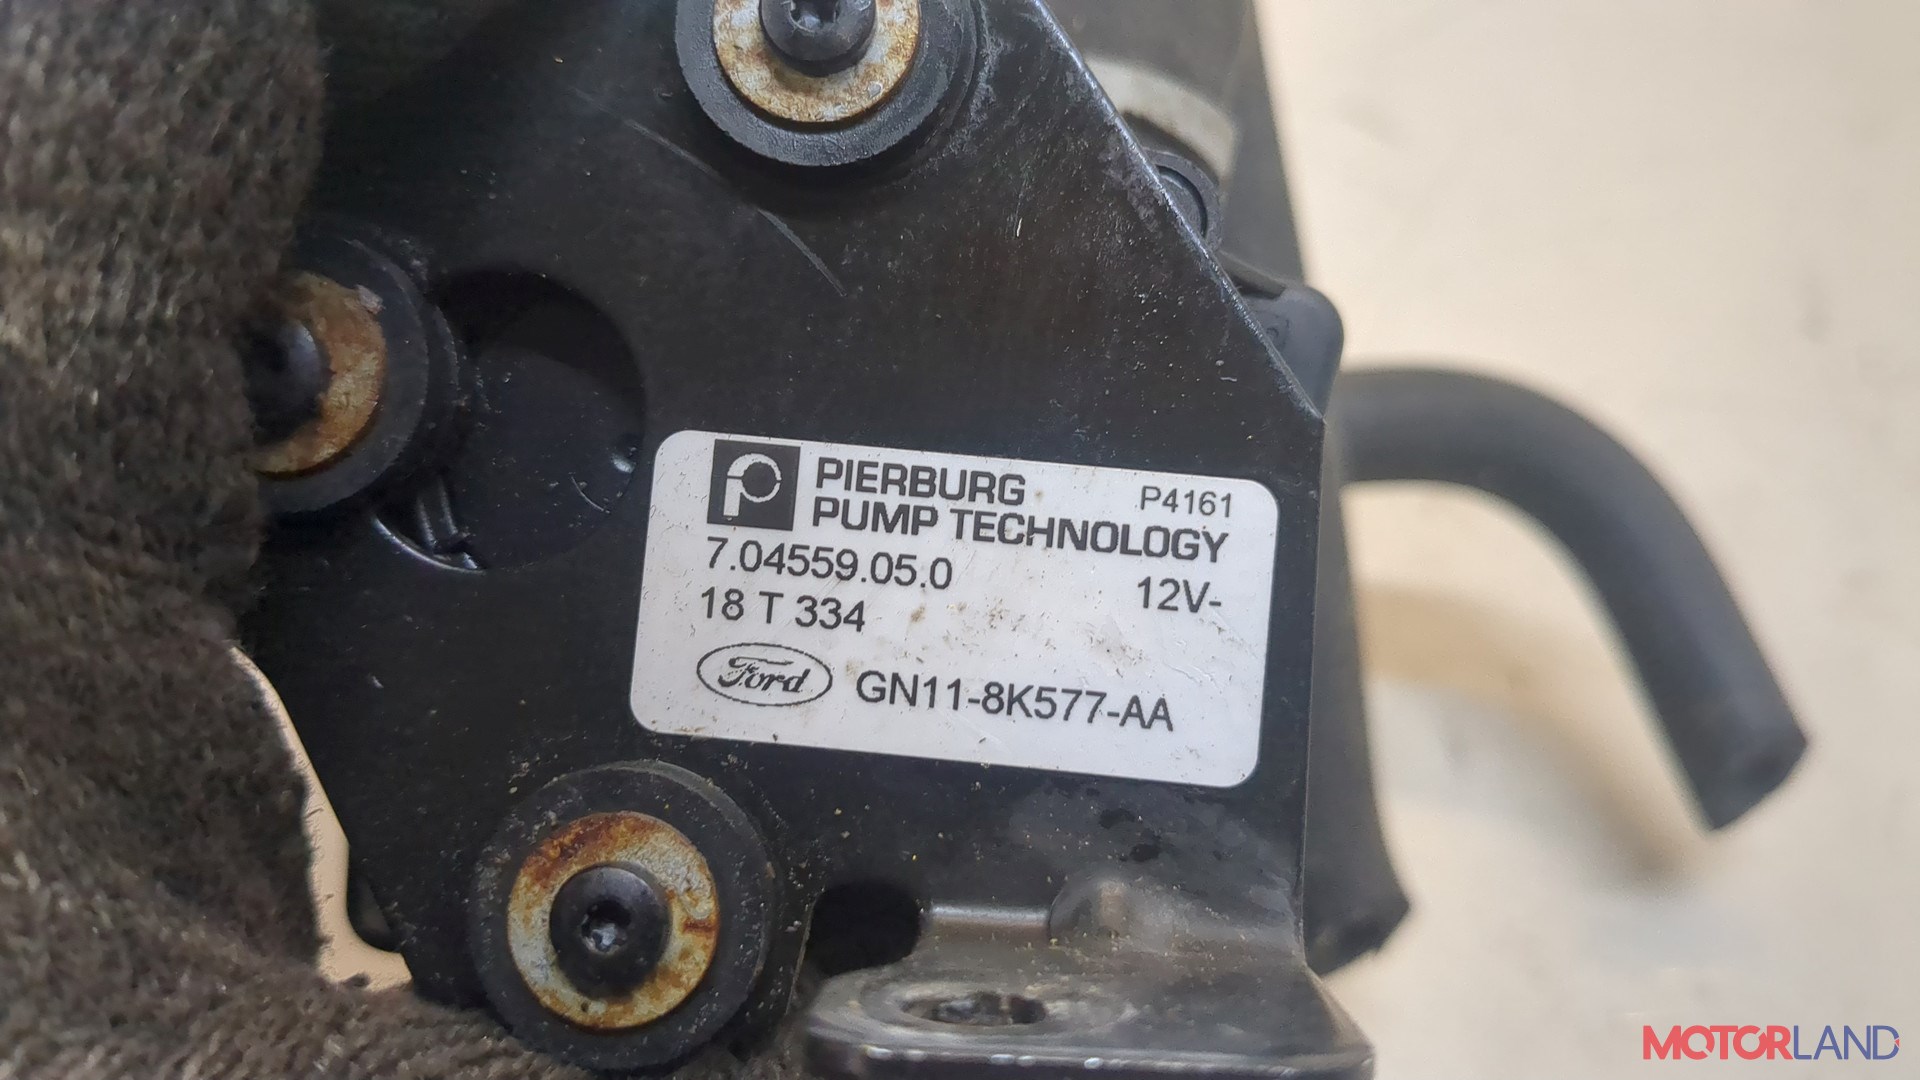 PIERBURG P4161
PUMP TECHNOLOGY
7.04559.05.0 12V-
18 T 334
Ford GN11-8K577-AA
MOTORLAND